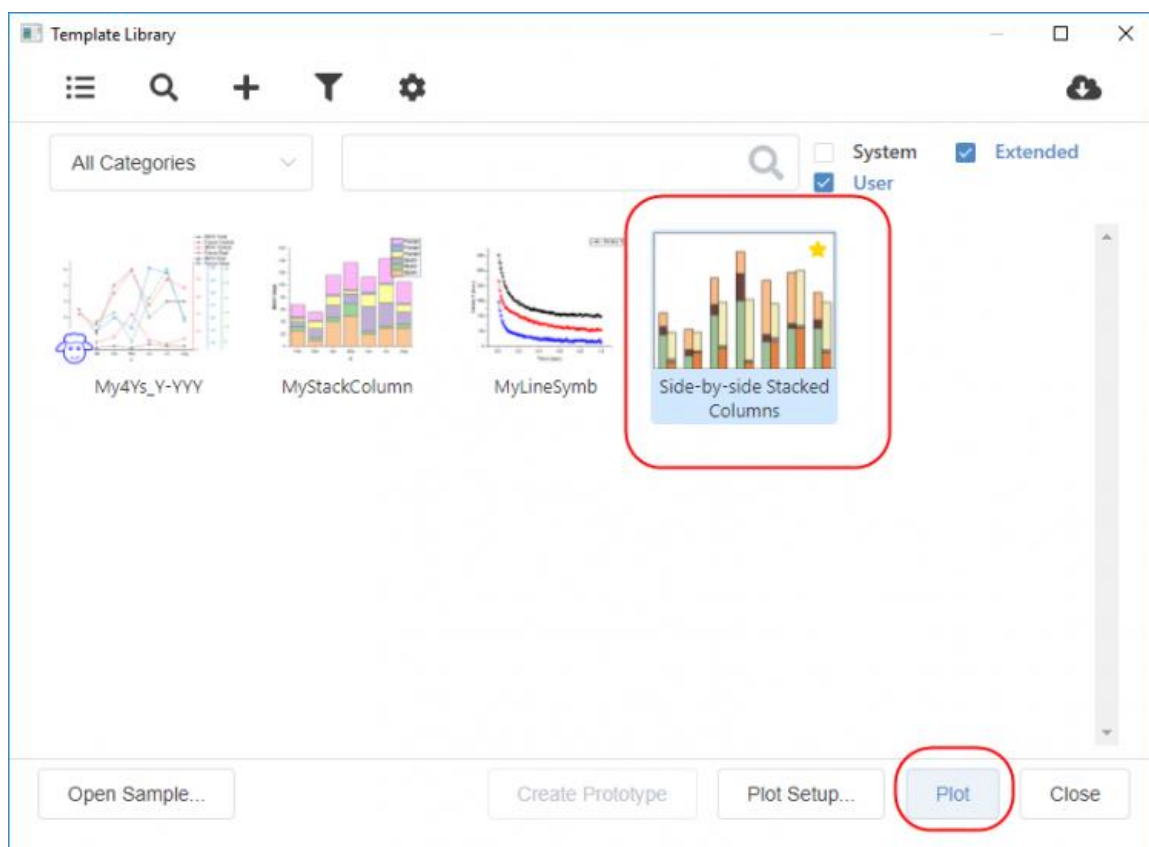 Template Library
All Categories
System
Extended
User
My4Ys_Y-YYY
MyStackColumn
MyLineSymb
Side-by-side Stacked
Columns
Open Sample...
Create Prototype
Plot Setup...
Plot
Close